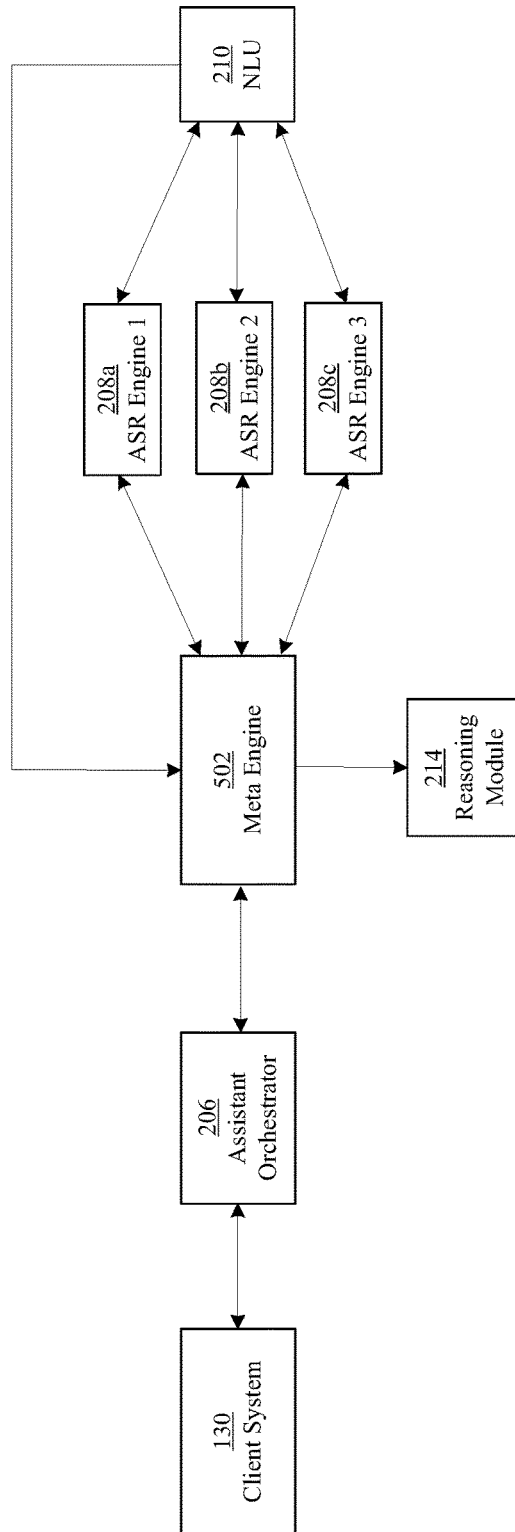 130
Client System
206
Assistant
Orchestrator
502
Meta Engine
214
Reasoning
Module
208a
ASR Engine 1
208b
ASR Engine 2
208c
ASR Engine 3
210
NLU